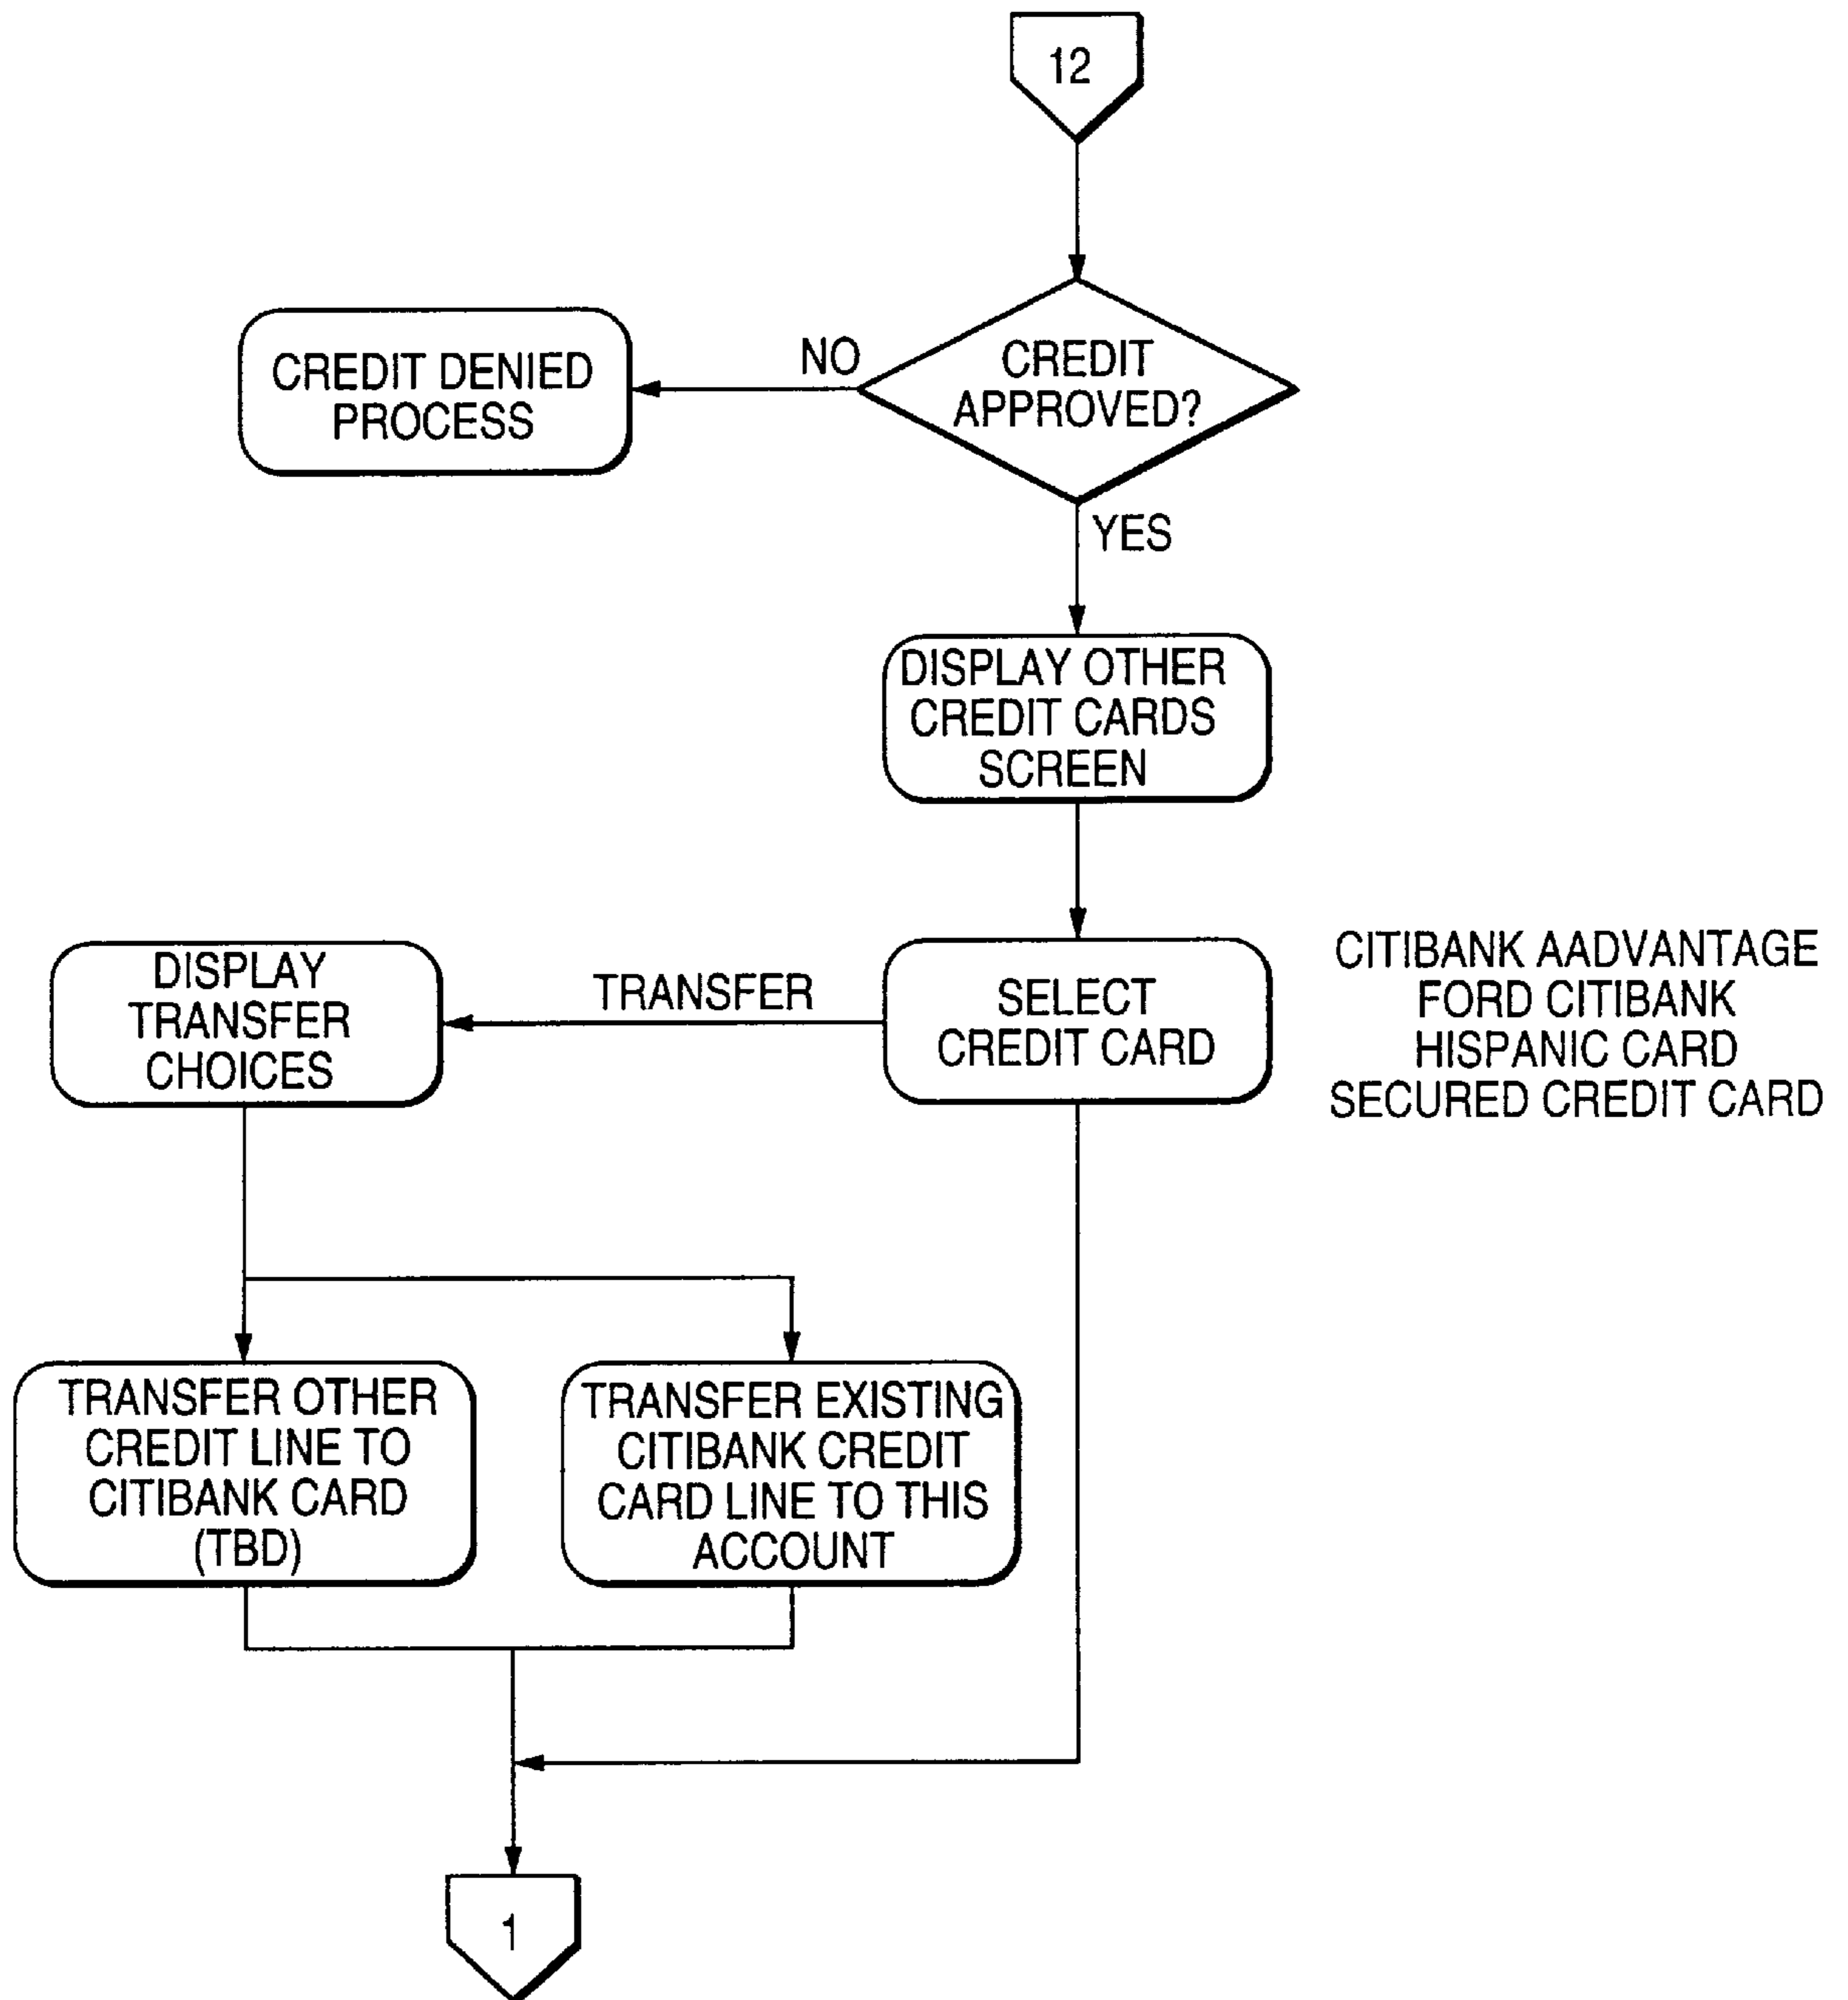 12
NO
CREDIT
APPROVED?
CREDIT DENIED
PROCESS
YES
DISPLAY OTHER
CREDIT CARDS
SCREEN
DISPLAY
TRANSFER
CHOICES
TRANSFER
SELECT
CREDIT CARD
CITIBANK AADVANTAGE
FORD CITIBANK
HISPANIC CARD
SECURED CREDIT CARD
TRANSFER OTHER
CREDIT LINE TO
CITIBANK CARD
(TBD)
TRANSFER EXISTING
CITIBANK CREDIT
CARD LINE TO THIS
ACCOUNT
1